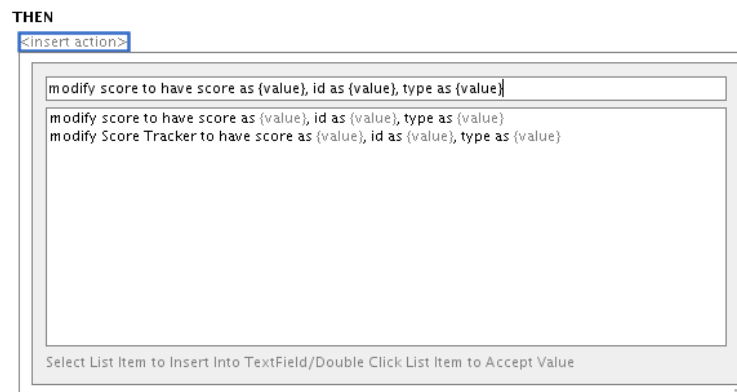 THEN
<insert action>
modify score to have score as {value}, id as {value}, type as {value}
modify score to have score as {value}, id as {value}, type as {value}
modify Score Tracker to have score as {value}, id as {value}, type as {value}
Select List Item to Insert Into TextField/Double Click List Item to Accept Value